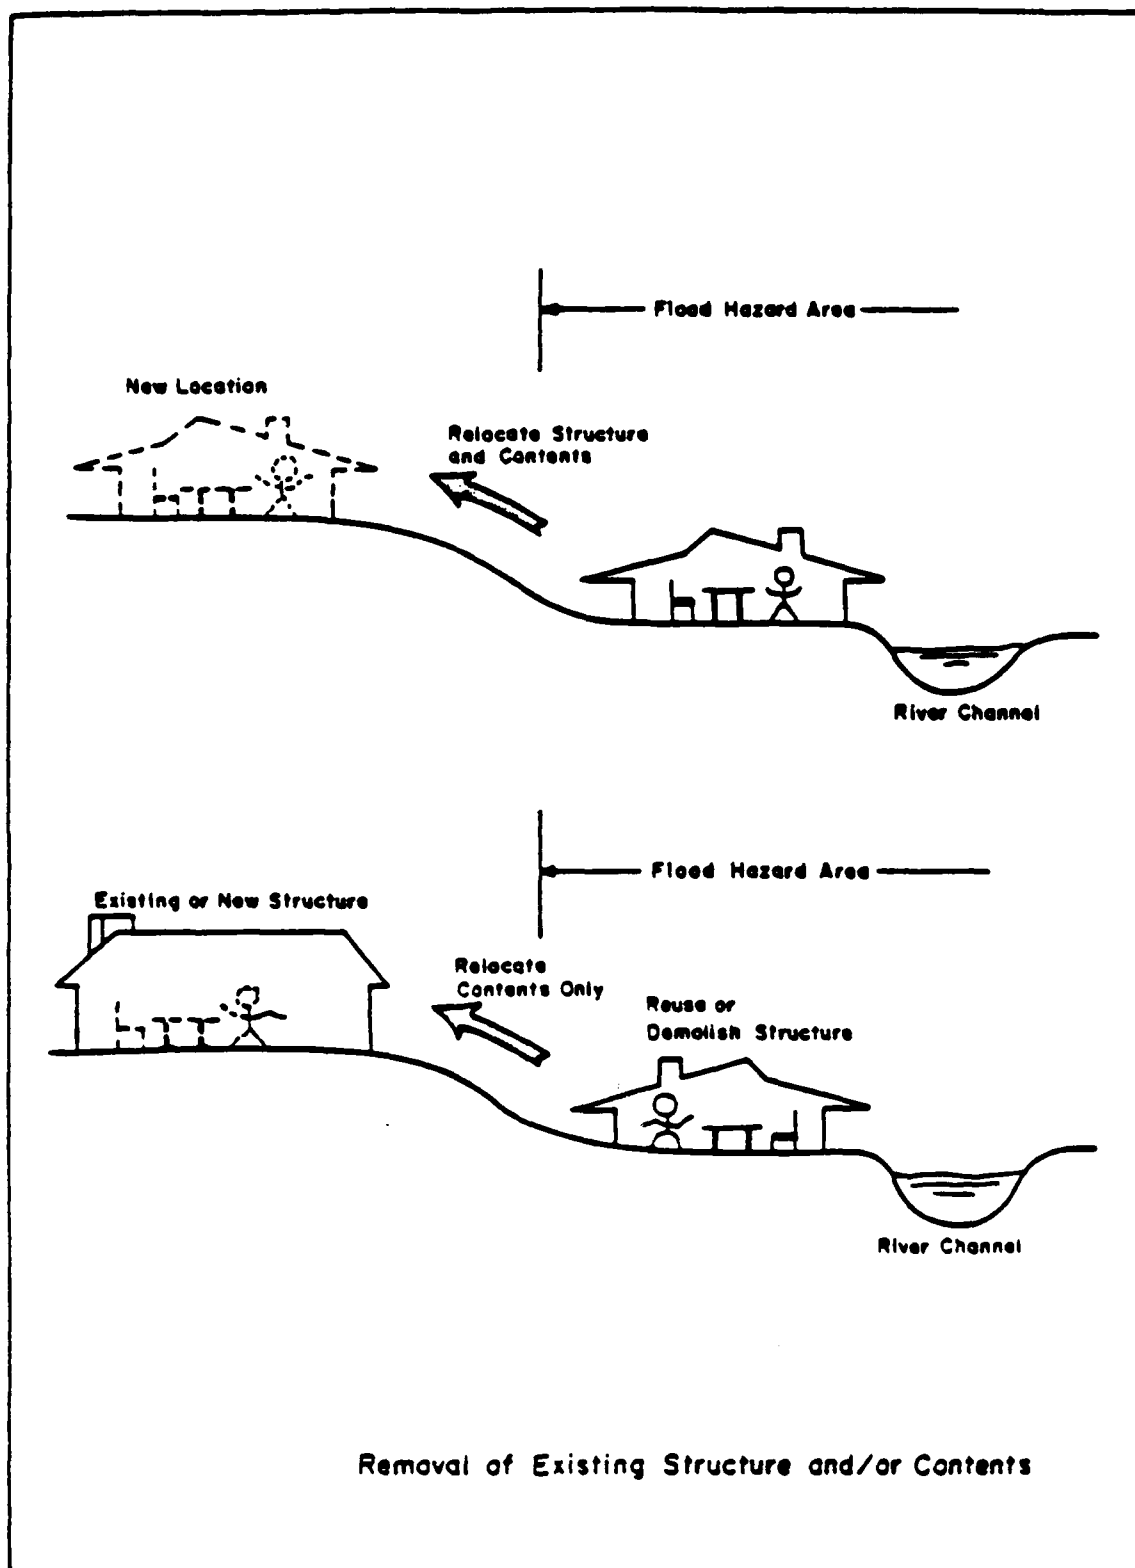 Flood Hazard Area
New Location
Relocate Structure
and Contents
River Channel
Flood Hazard Area
Existing or New Structure
Relocate
Contents Only
Reuse or
Demolish Structure
River Channel
Removal of Existing Structure and/or Contents